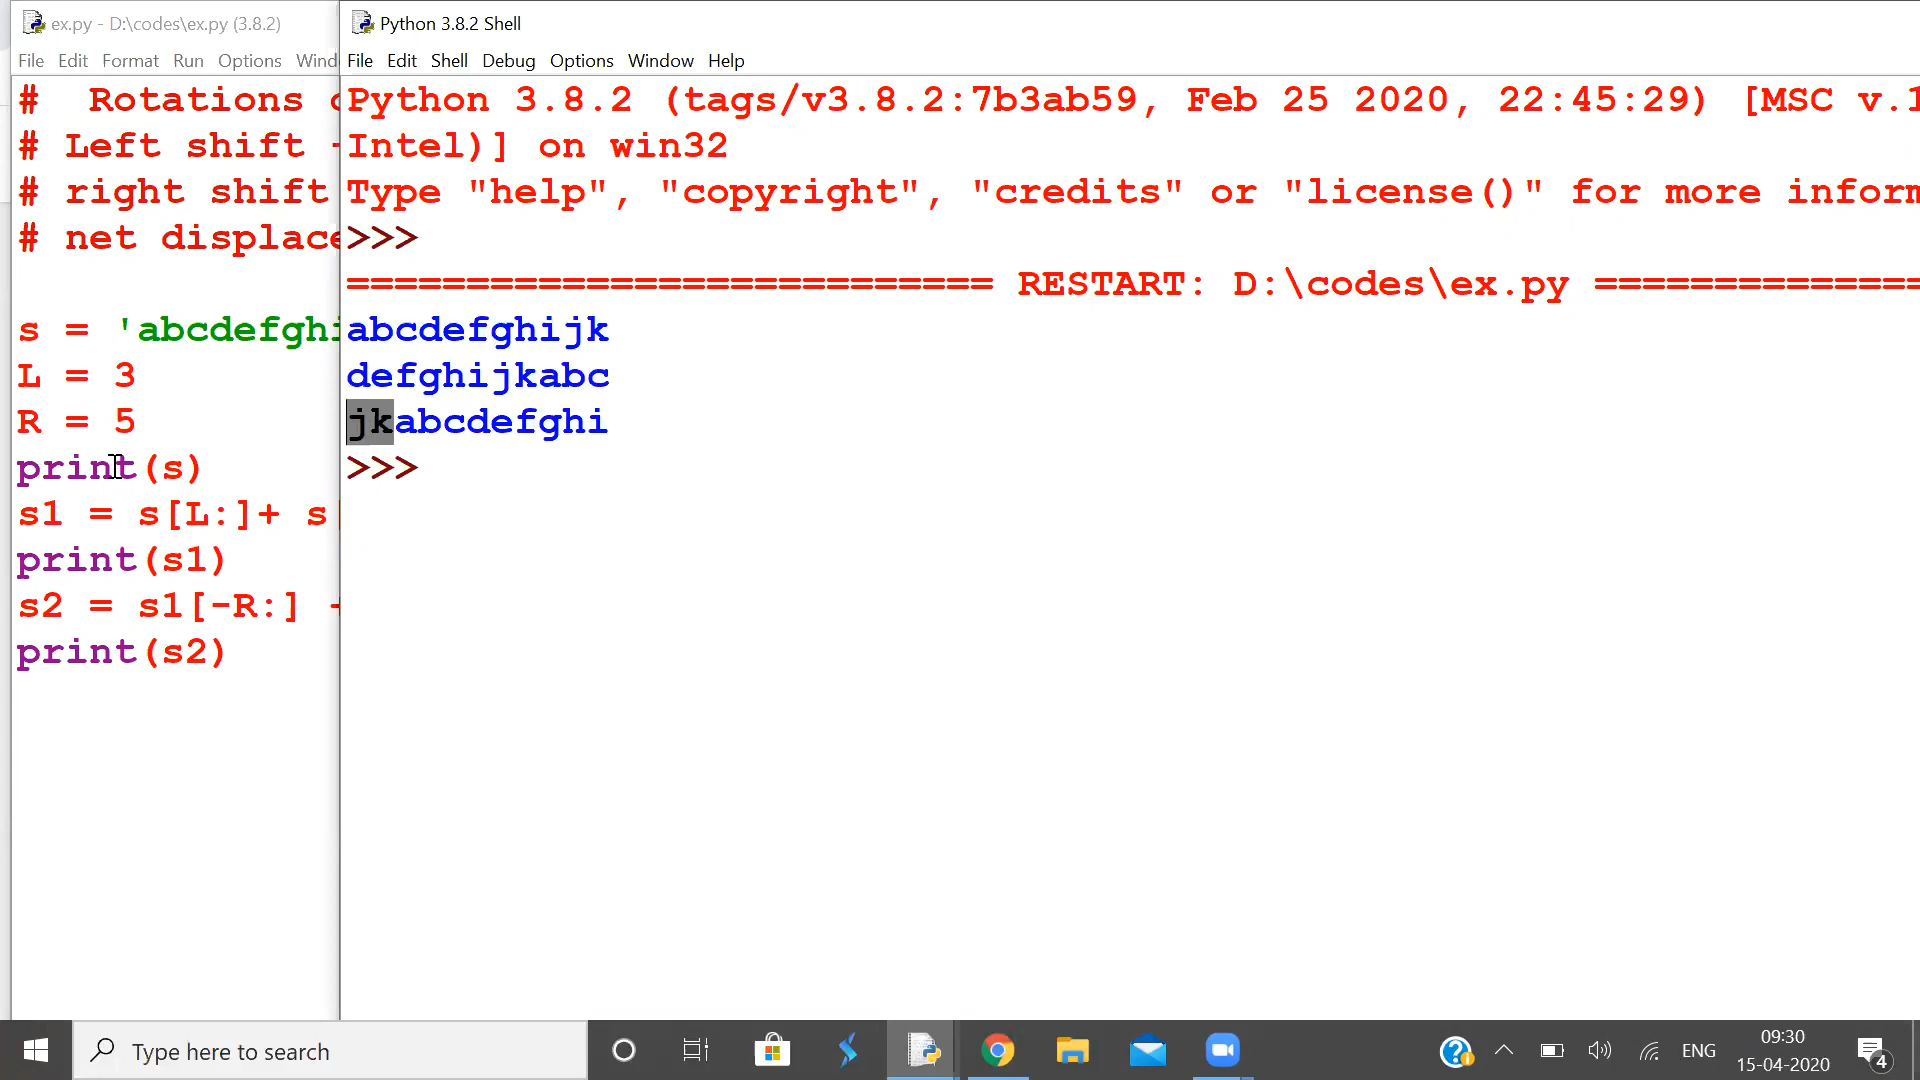 ex.py - D:\codes\ex.py (3.8.2)
File Edit Format Run Options Wind
# Rotations
# Left shift
# right shift
# net displace
s = 'abcdefghi
L = 3
R = 5
print(s)
s1 = s[L:]+ s[
print(s1)
s2 = s1[-R:]
print(s2)
Python 3.8.2 Shell
File Edit Shell Debug Options Window Help
Python 3.8.2 (tags/v3.8.2:7b3ab59, Feb 25 2020, 22:45:29) [MSC v.1
Intel)] on win32
Type "help", "copyright", "credits" or "license()" for more inform
>>>
=========================== RESTART: D:\codes\ex.py ==============
abcdefghijk
defghijkabc
jkabcdefghi
>>>
Type here to search
ENG
09:30
15-04-2020
4